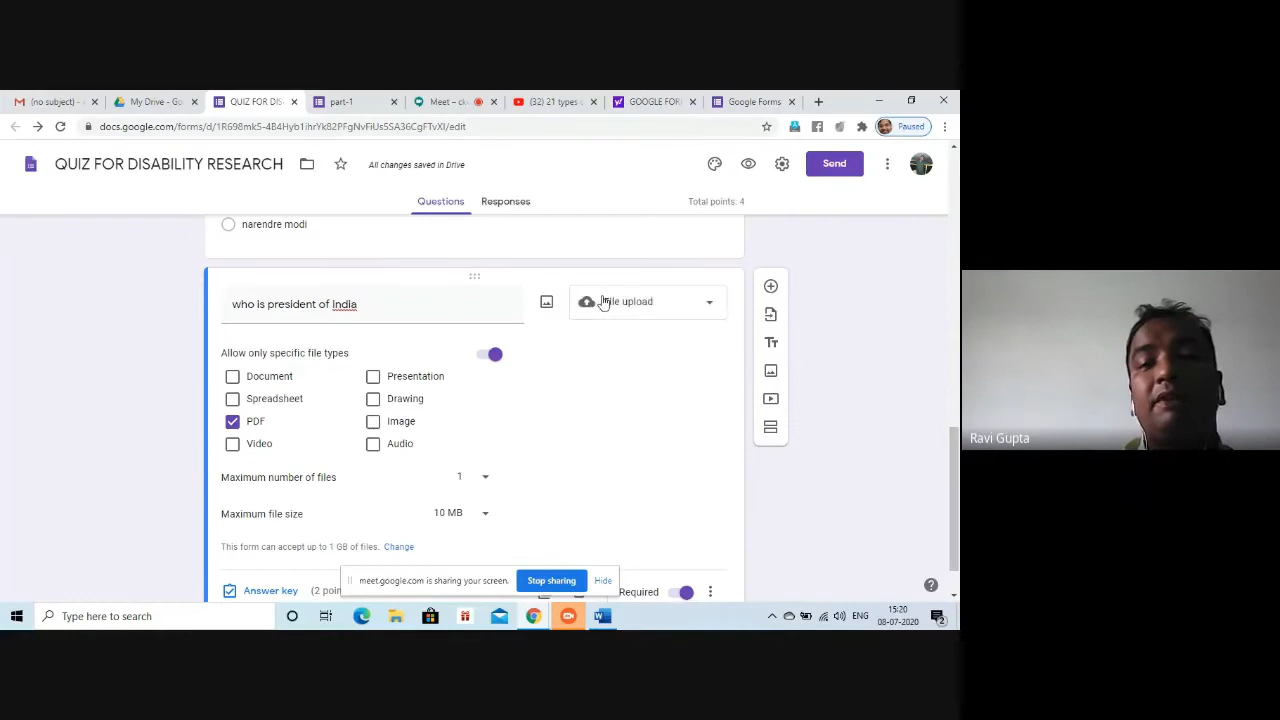 (no subject) -
My Drive - Go
QUIZ FOR DIS
part-1
Meet –
(32) 21 types
GOOGLE FOR
Google Forms
docs.google.com/forms/d/1R698mk5-4B4Hyb1ihrYk82PFgNvFiUs5SA36CgFTvXI/edit
Paused
QUIZ FOR DISABILITY RESEARCH
All changes saved in Drive
Send
Questions
Responses
Total points: 4
narendre modi
who is president of India
File upload
Allow only specific file types
Document
Presentation
Spreadsheet
Drawing
PDF
Image
Video
Audio
Maximum number of files
1
Maximum file size
10 MB
This form can accept up to 1 GB of files. Change
meet.google.com is sharing your screen.
Stop sharing
Hide
Answer key
(2 poin
Required
Type here to search
ENG
15:20
08-07-2020
2
Ravi Gupta